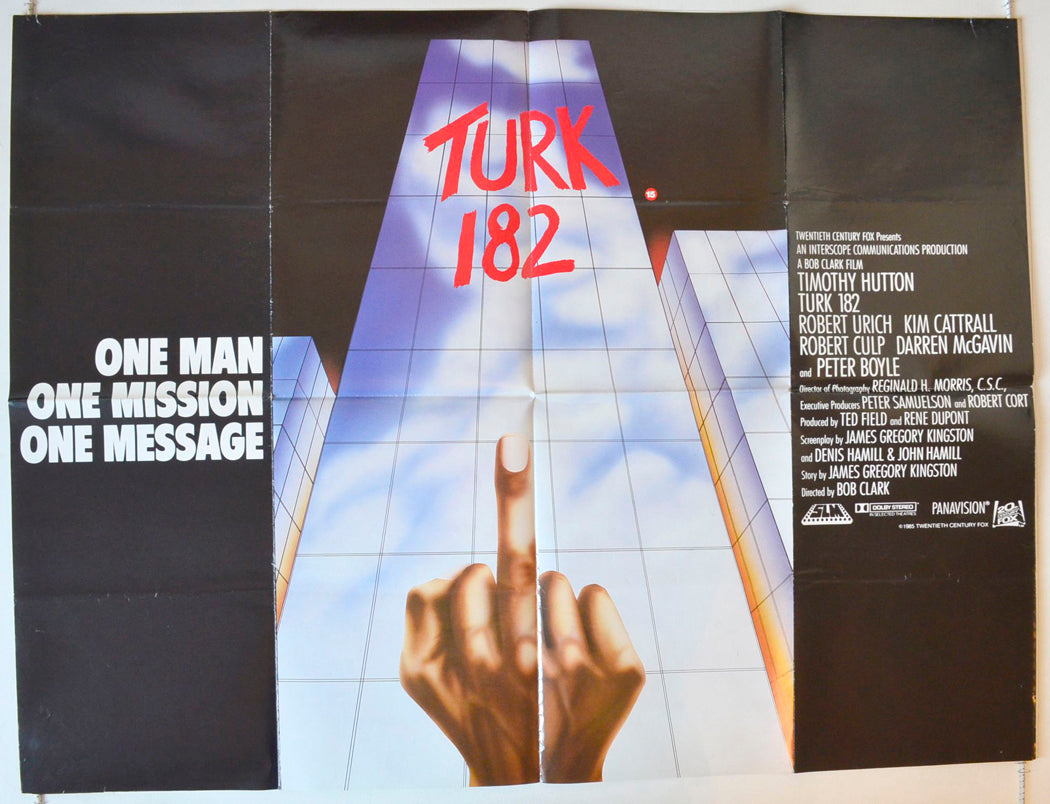 TURK
182
15
ONE MAN
ONE MISSION
ONE MESSAGE
TWENTIETH CENTURY FOX Presents
AN INTERSCOPE COMMUNICATIONS PRODUCTION
A BOB CLARK FILM
TIMOTHY HUTTON
TURK 182
ROBERT URICH KIM CATTRALL
ROBERT CULP DARREN McGAVIN
and PETER BOYLE
Director of Photography REGINALD H. MORRIS, C.S.C.,
Executive Producers PETER SAMUELSON and ROBERT CORT
Produced by TED FIELD and RENE DUPONT
Screenplay by JAMES GREGORY KINGSTON
and DENIS HAMILL & JOHN HAMILL
Story by JAMES GREGORY KINGSTON
Directed by BOB CLARK
FILM DOLBY STEREO PANAVISION® 20th CENTURY FOX
IN SELECTED THEATRES
©1985 TWENTIETH CENTURY FOX